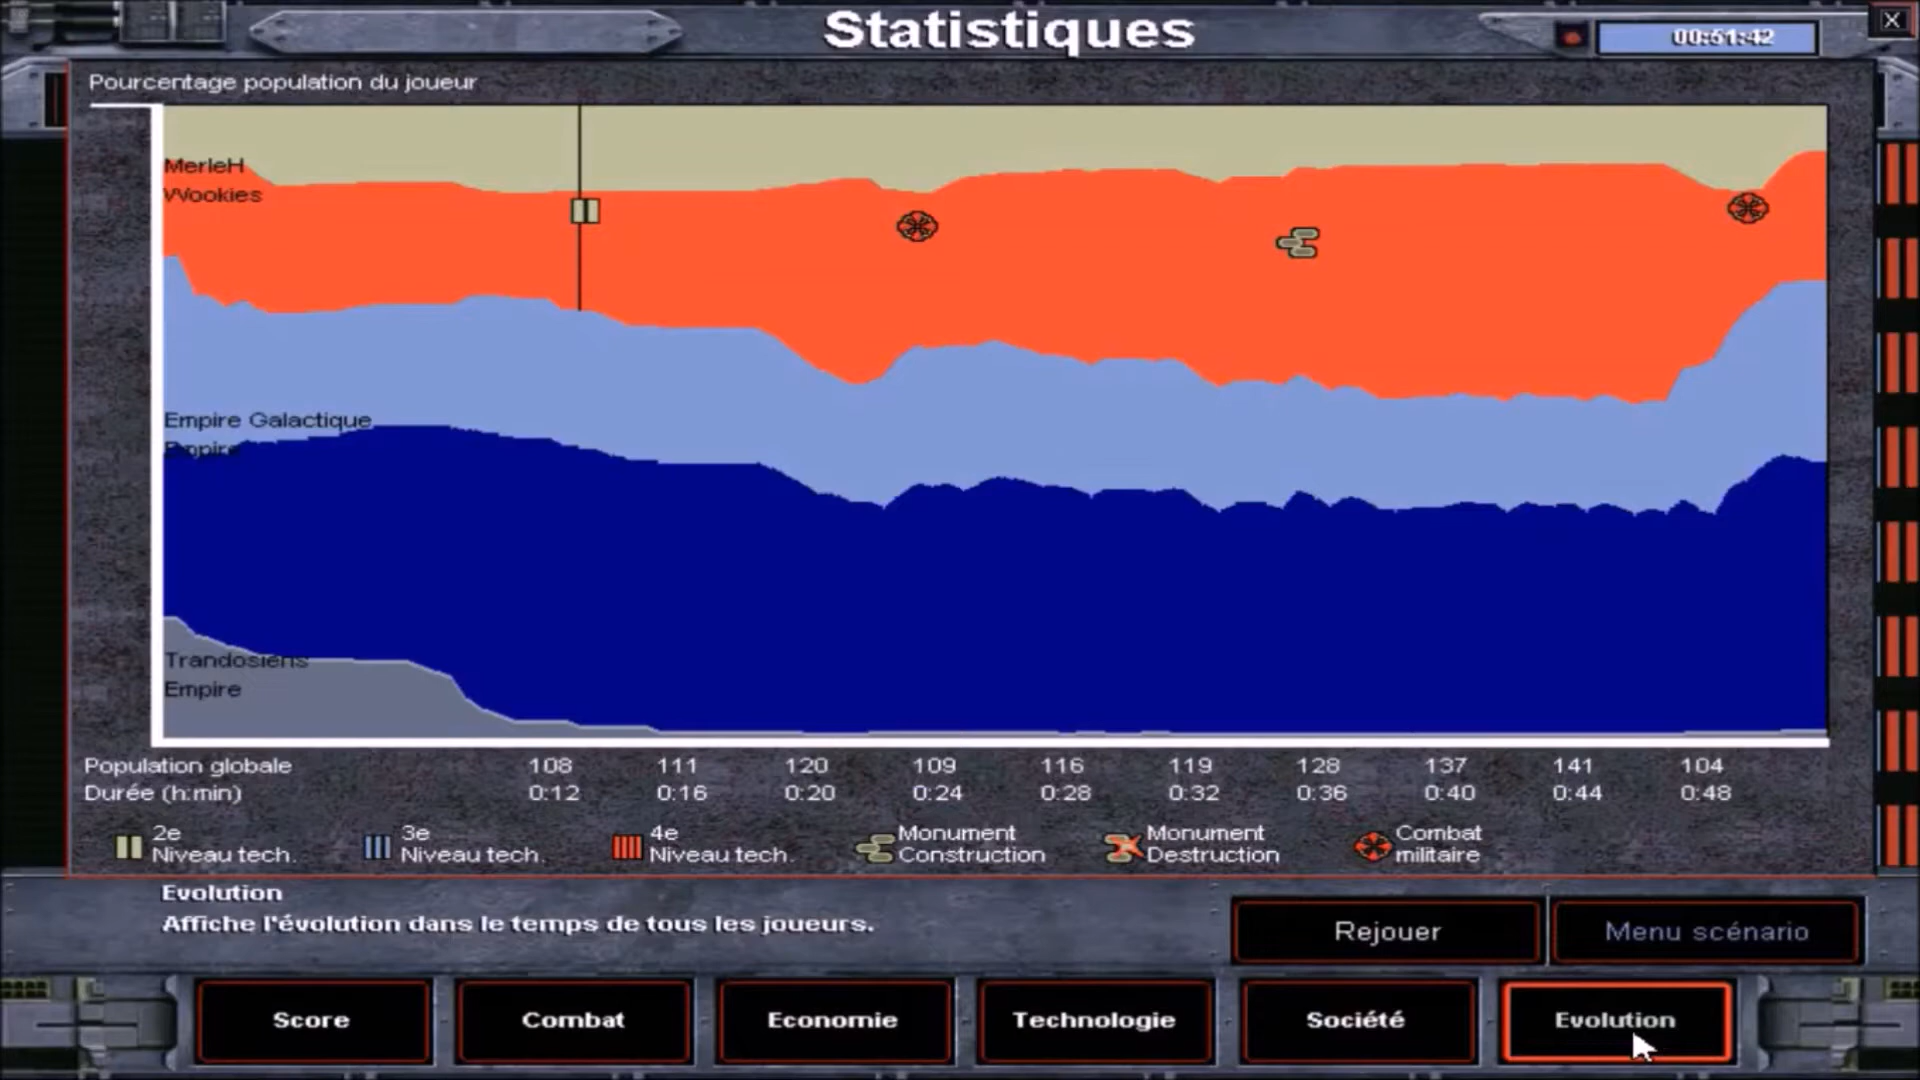 Statistiques
00:51:42
Pourcentage population du joueur
MerleH
Wookies
Empire Galactique
Empire
Trandosiens
Empire
Population globale 108 111 120 109 116 119 128 137 141 104
Durée (h:min) 0:12 0:16 0:20 0:24 0:28 0:32 0:36 0:40 0:44 0:48
2e Niveau tech.
3e Niveau tech.
4e Niveau tech.
Monument Construction
Monument Destruction
Combat militaire
Evolution
Affiche l'évolution dans le temps de tous les joueurs.
Rejouer
Menu scénario
Score
Combat
Economie
Technologie
Société
Evolution